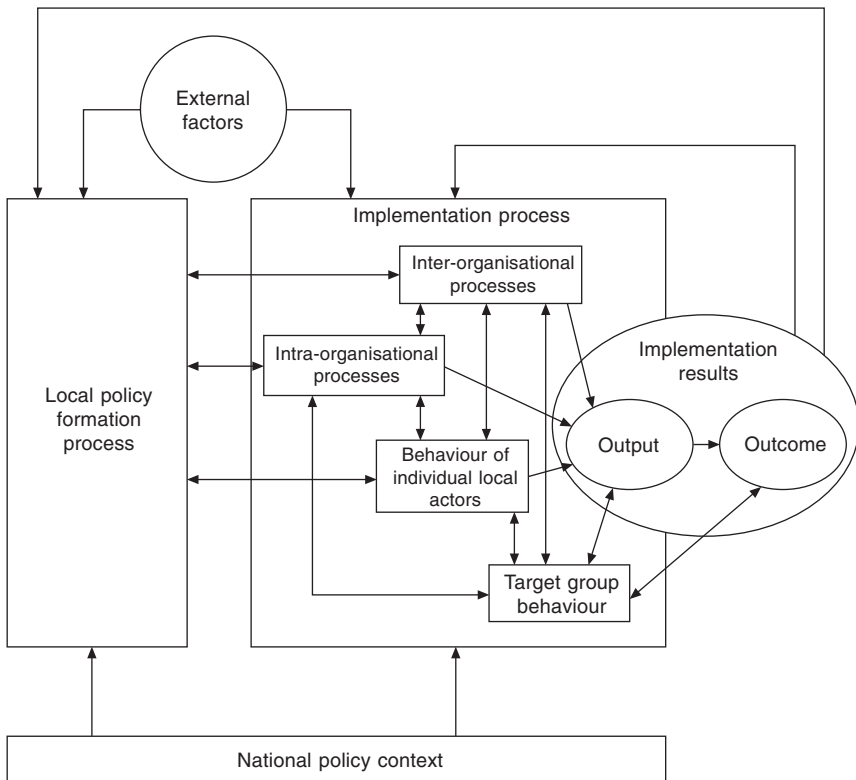 External
factors
Implementation process
Inter-organisational
processes
Intra-organisational
processes
Implementation
results
Local policy
formation
process
Behaviour of
individual local
actors
Output
Outcome
Target group
behaviour
National policy context